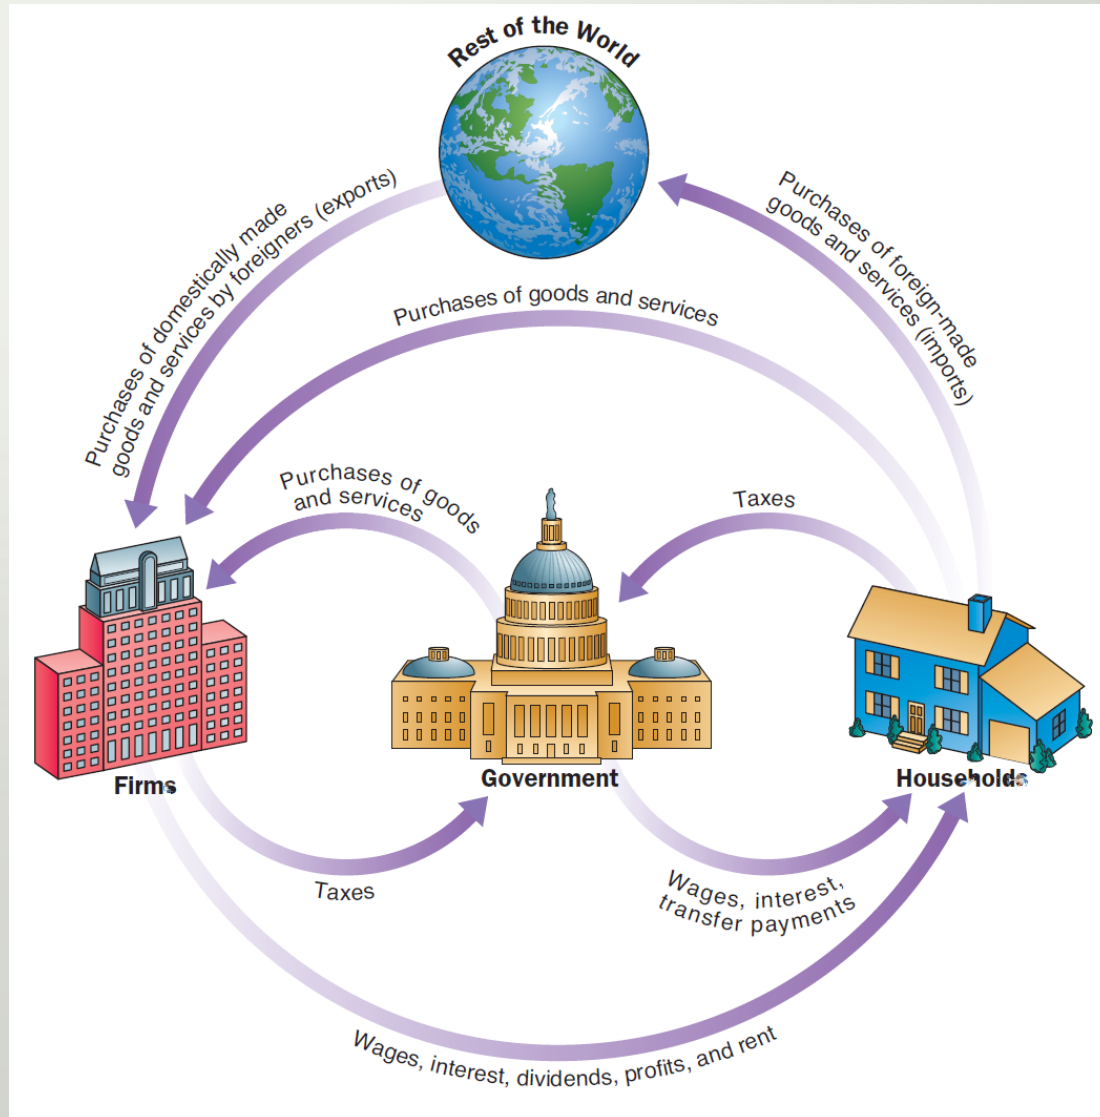 Rest of the World
Purchases of domestically made
goods and services by foreigners (exports)
Purchases of foreign-made
goods and services (imports)
Purchases of goods and services
Purchases of goods
and services
Taxes
Firms
Government
Households
Taxes
Wages, interest,
transfer payments
Wages, interest, dividends, profits, and rent